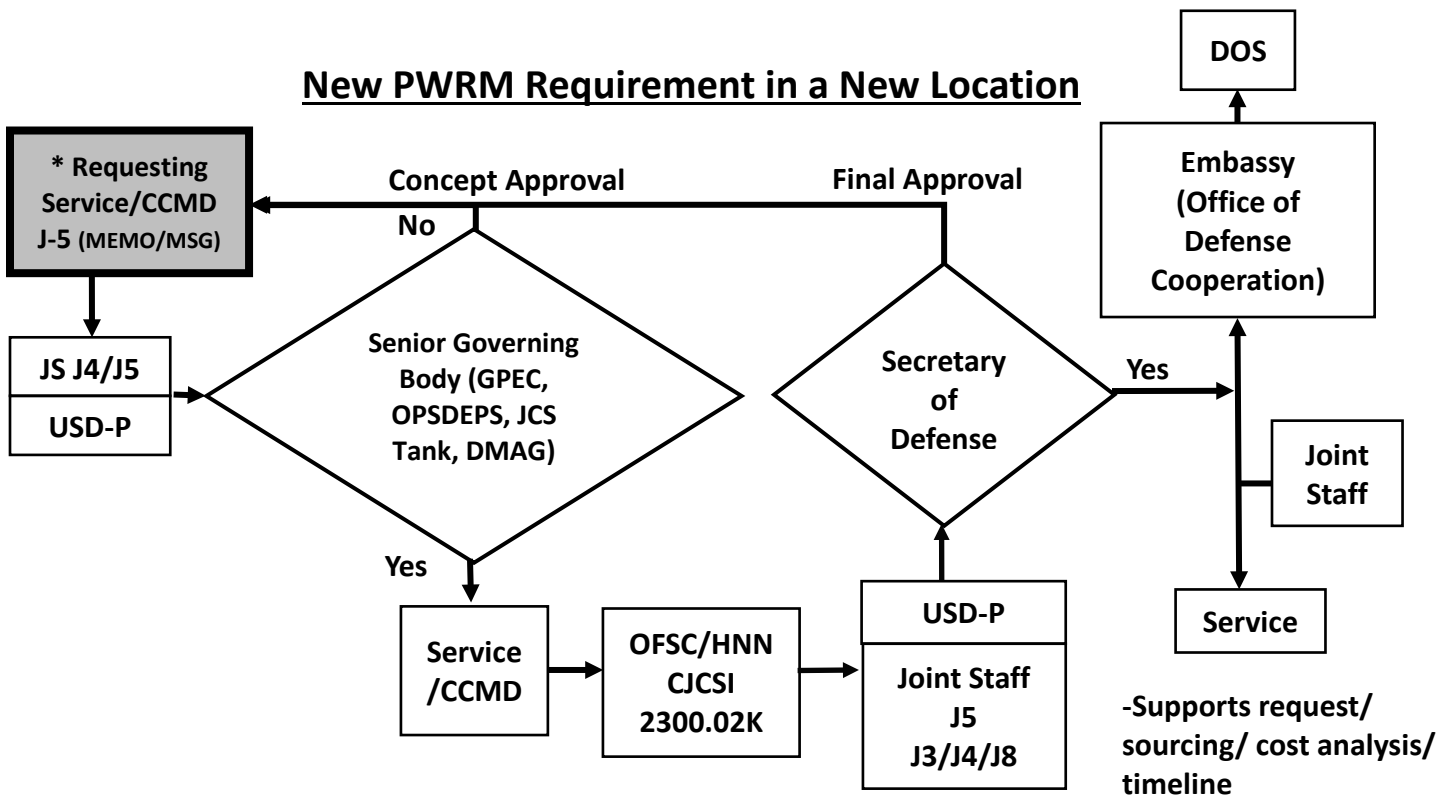 New PWRM Requirement in a New Location
* Requesting
Service/CCMD
J-5 (MEMO/MSG)
JS J4/J5
USD-P
Concept Approval
No
Senior Governing
Body (GPEC,
OPSDEPS, JCS
Tank, DMAG)
Yes
Service
/CCMD
OFSC/HNN
CJCSI
2300.02K
USD-P
Joint Staff
J5
J3/J4/J8
Final Approval
Secretary
of
Defense
Yes
DOS
Embassy
(Office of
Defense
Cooperation)
Joint
Staff
Service
-Supports request/
sourcing/ cost analysis/
timeline